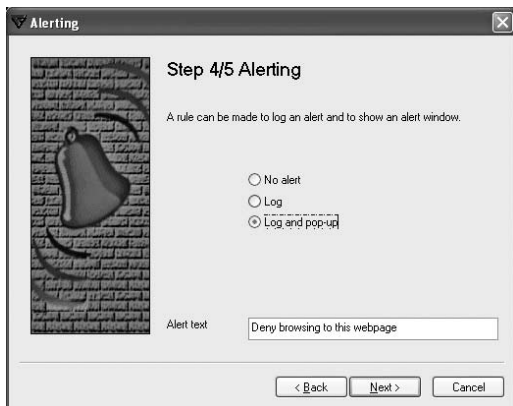 Alerting
Step 4/5 Alerting
A rule can be made to log an alert and to show an alert window.
No alert
Log
Log and pop-up
Alert text
Deny browsing to this webpage
< Back
Next >
Cancel